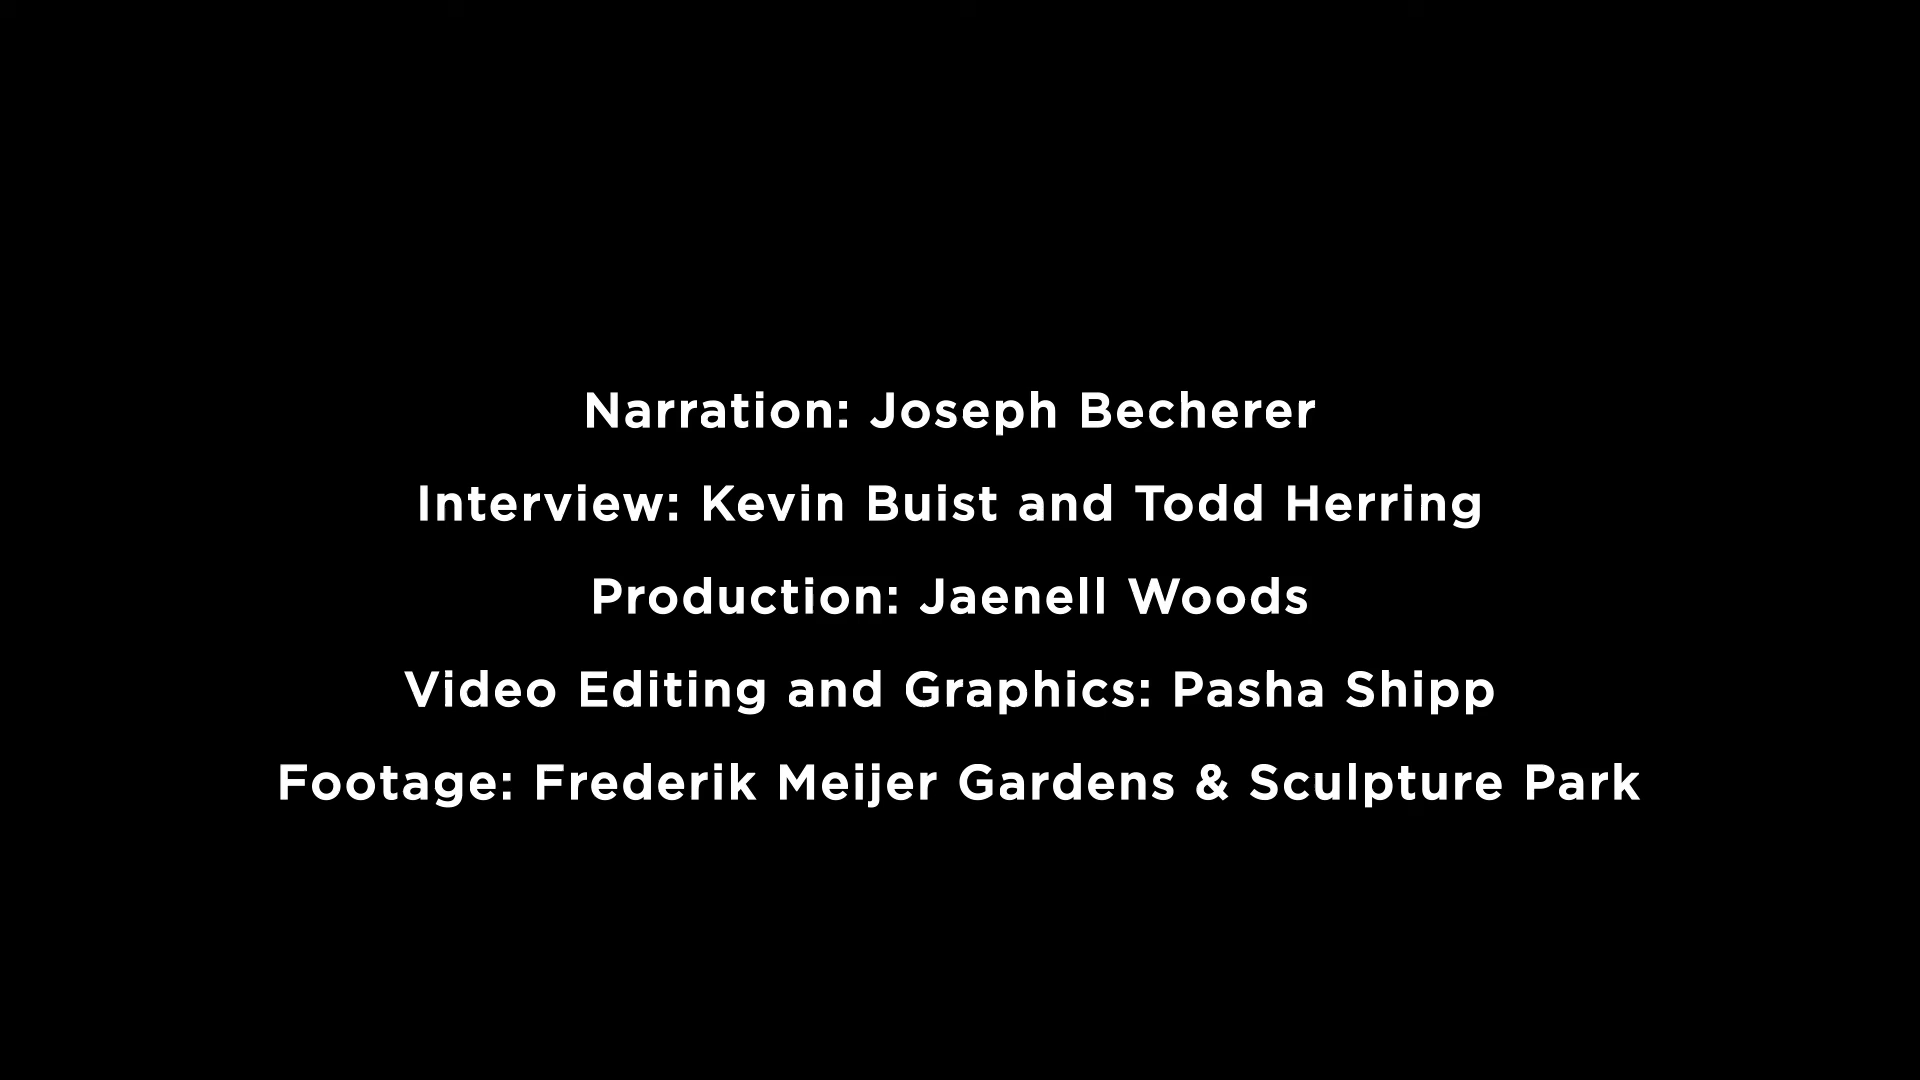 Narration: Joseph Becherer
Interview: Kevin Buist and Todd Herring
Production: Jaenell Woods
Video Editing and Graphics: Pasha Shipp
Footage: Frederik Meijer Gardens & Sculpture Park